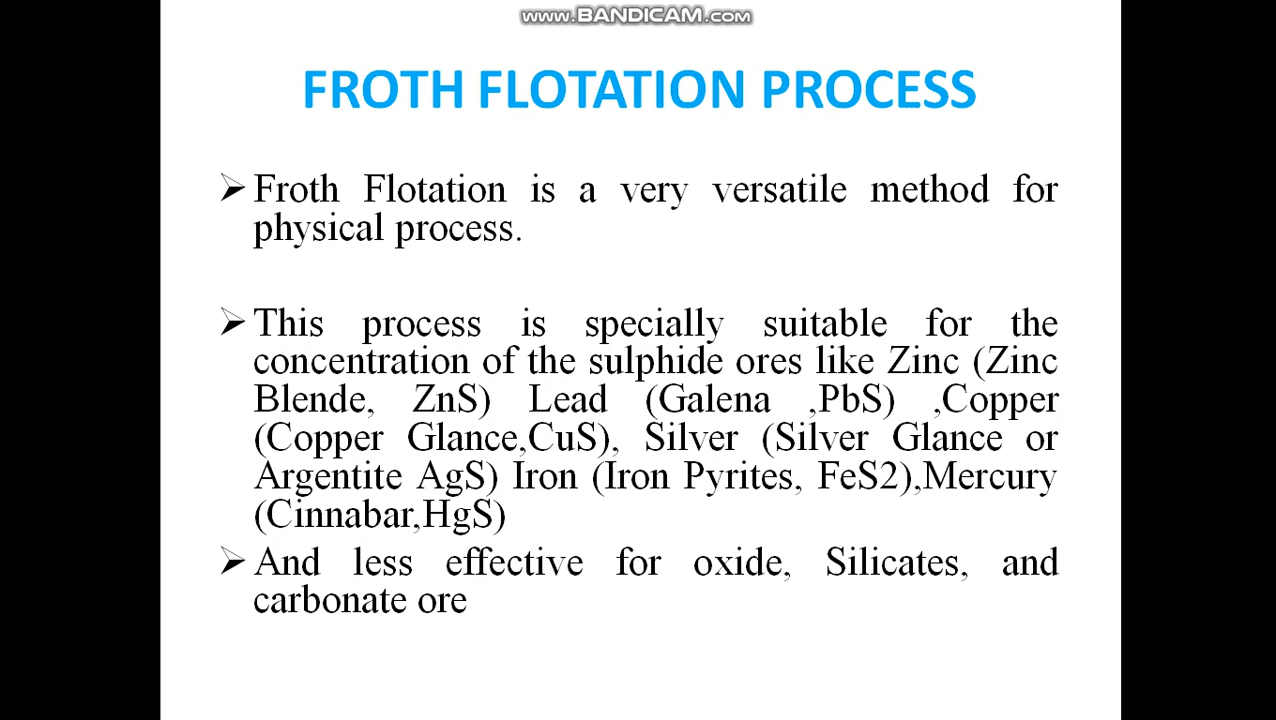 www.BANDICAM.com
FROTH FLOTATION PROCESS
➢ Froth Flotation is a very versatile method for
physical process.
➢ This process is specially suitable for the
concentration of the sulphide ores like Zinc (Zinc
Blende, ZnS) Lead (Galena ,PbS) ,Copper
(Copper Glance,CuS), Silver (Silver Glance or
Argentite AgS) Iron (Iron Pyrites, FeS2),Mercury
(Cinnabar,HgS)
➢ And less effective for oxide, Silicates, and
carbonate ore